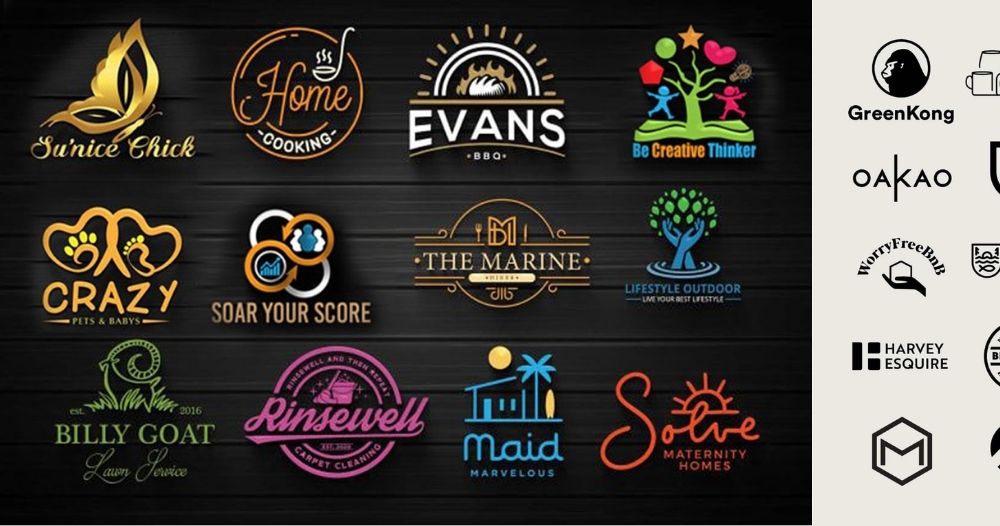 Su'nice Chick
Home
COOKING
EVANS
BBQ
Be Creative Thinker
CRAZY
PETS & BABYS
SOAR YOUR SCORE
THE MARINE
LIFESTYLE OUTDOOR
LIVE YOUR BEST LIFESTYLE
est. 2016
BILLY GOAT
Lawn Service
RINSEWELL AND THEN REPEAT
Rinsewell
EST. 2020
CARPET CLEANING
Maid
MARVELOUS
Solve
MATERNITY
HOMES
GreenKong
OAKAO
WorryFreeBnB
HARVEY
ESQUIRE
M